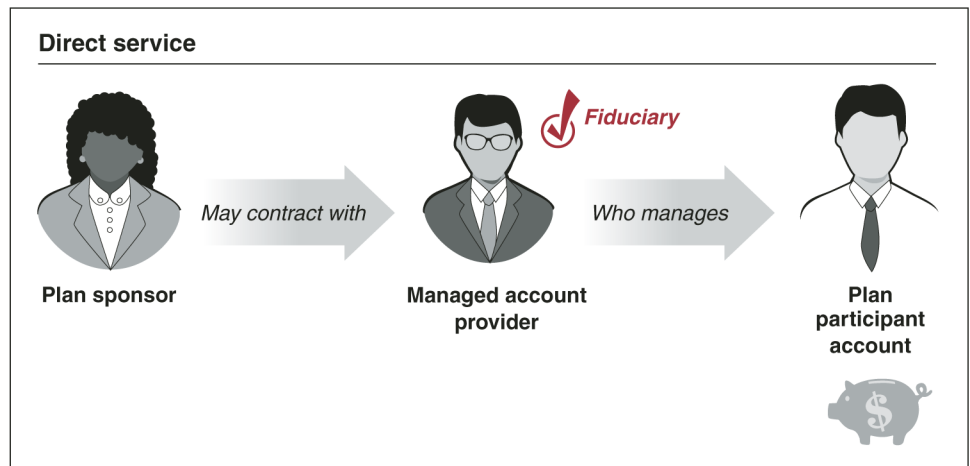 Direct service
Fiduciary
May contract with
Who manages
Plan sponsor
Managed account
provider
Plan
participant
account
$